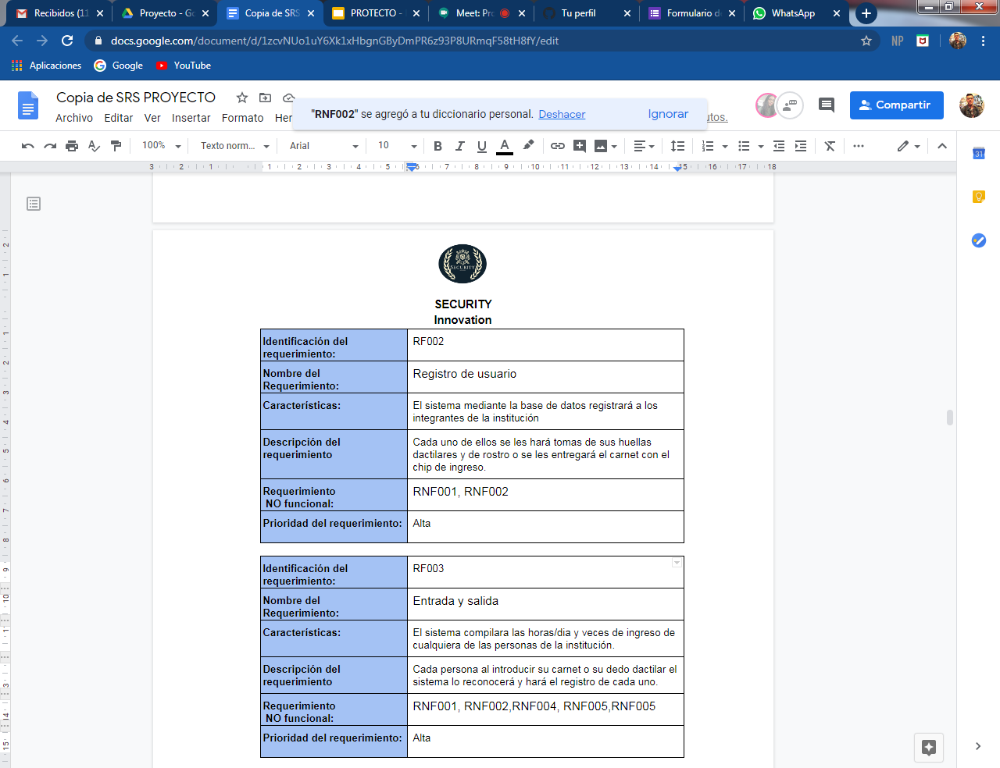 Recibidos (11
Proyecto - Go
Copia de SRS
PROTECTO -
Meet: Pro
Tu perfil
Formulario de
WhatsApp
docs.google.com/document/d/1zcvNUo1uY6Xk1xHbgnGByDmPR6z93P8URmqF58tH8fY/edit
NP
Aplicaciones
Google
YouTube
Copia de SRS PROYECTO
Archivo Editar Ver Insertar Formato Her
"RNF002" se agregó a tu diccionario personal. Deshacer Ignorar
utos.
Compartir
100% Texto norm... Arial 10 B I U A
3 2 1 1 2 3 4 5 6 7 8 9 10 11 12 13 14 15 16 17 18
31
SECURITY
SECURITY
Innovation
Identificación del
requerimiento:
RF002
Nombre del
Requerimiento:
Registro de usuario
Características:
El sistema mediante la base de datos registrará a los
integrantes de la institución
Descripción del
requerimiento
Cada uno de ellos se les hará tomas de sus huellas
dactilares y de rostro o se les entregará el carnet con el
chip de ingreso.
Requerimiento
NO funcional:
RNF001, RNF002
Prioridad del requerimiento:
Alta
Identificación del
requerimiento:
RF003
Nombre del
Requerimiento:
Entrada y salida
Características:
El sistema compilara las horas/dia y veces de ingreso de
cualquiera de las personas de la institución.
Descripción del
requerimiento
Cada persona al introducir su carnet o su dedo dactilar el
sistema lo reconocerá y hará el registro de cada uno.
Requerimiento
NO funcional:
RNF001, RNF002,RNF004, RNF005,RNF005
Prioridad del requerimiento:
Alta